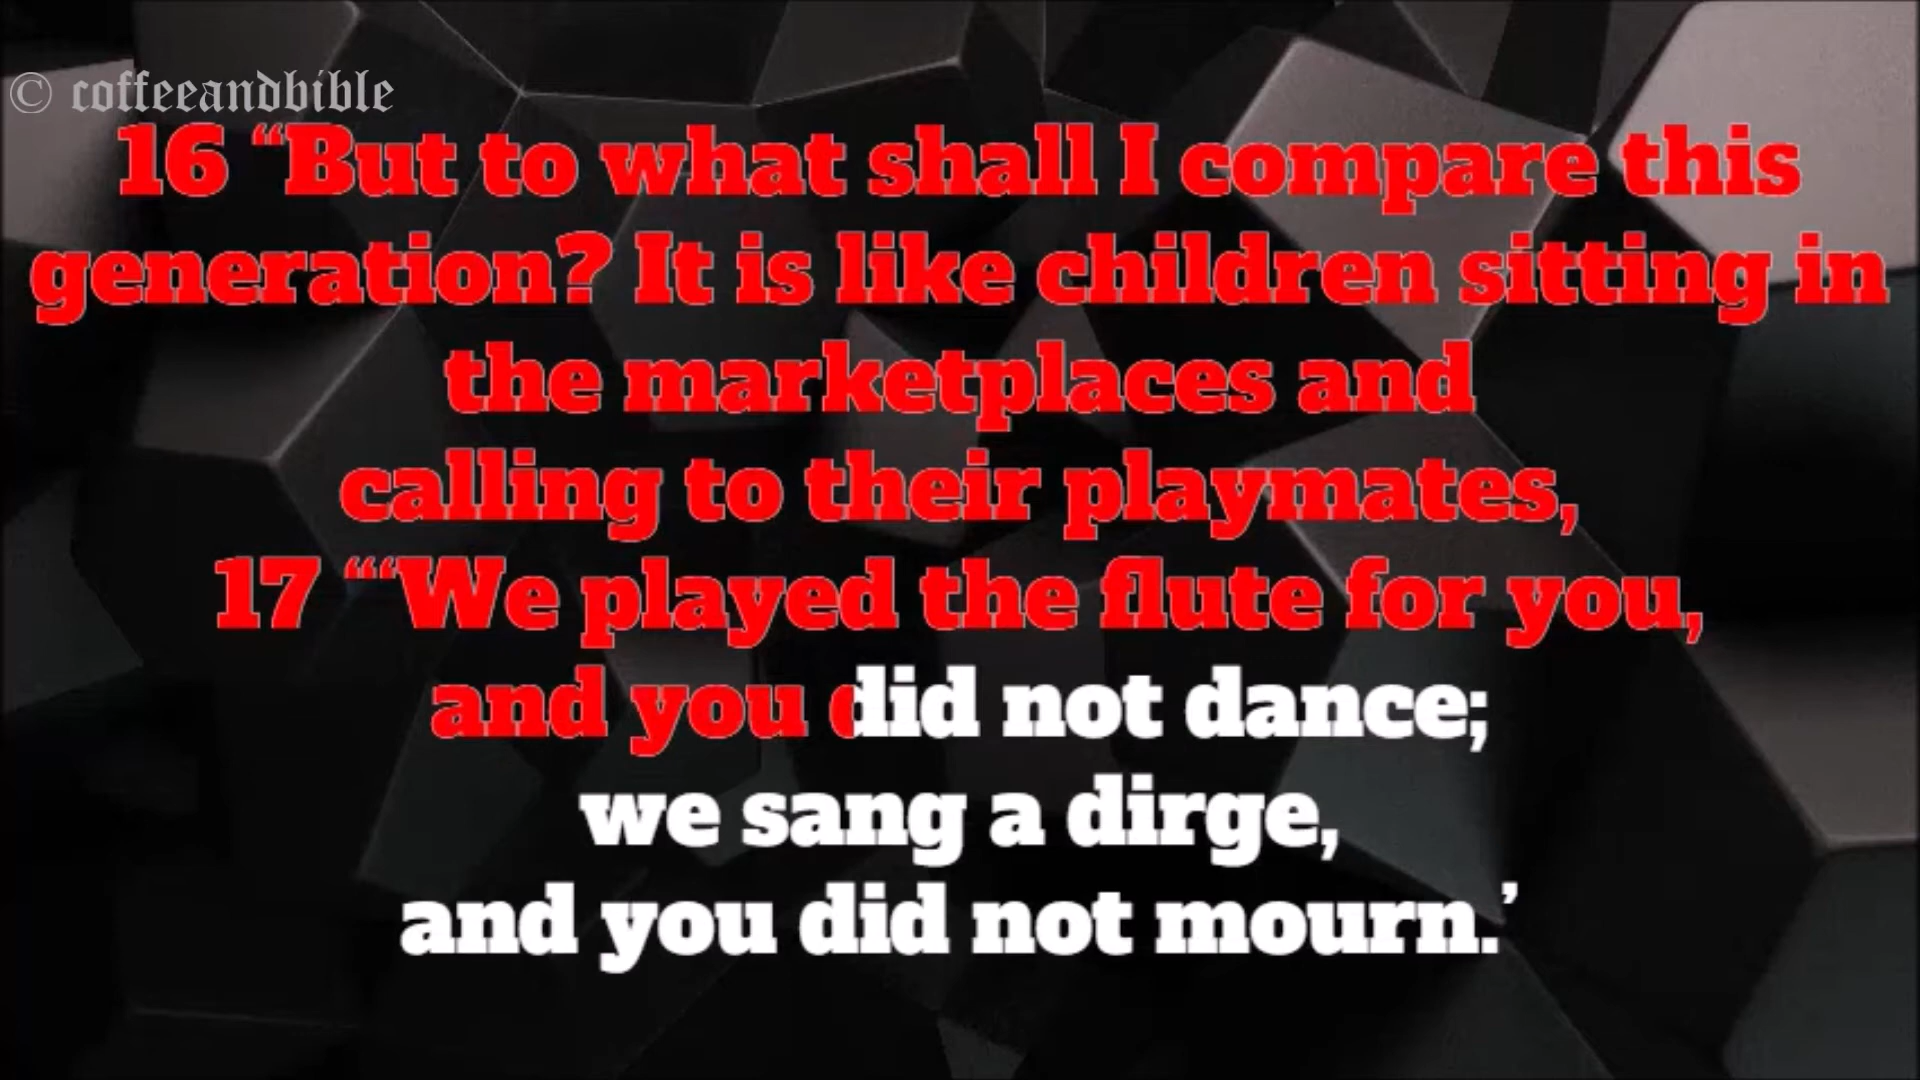 © coffeeandbible
16 “But to what shall I compare this
generation? It is like children sitting in
the marketplaces and
calling to their playmates,
17 “‘We played the flute for you,
and you did not dance;
we sang a dirge,
and you did not mourn.’